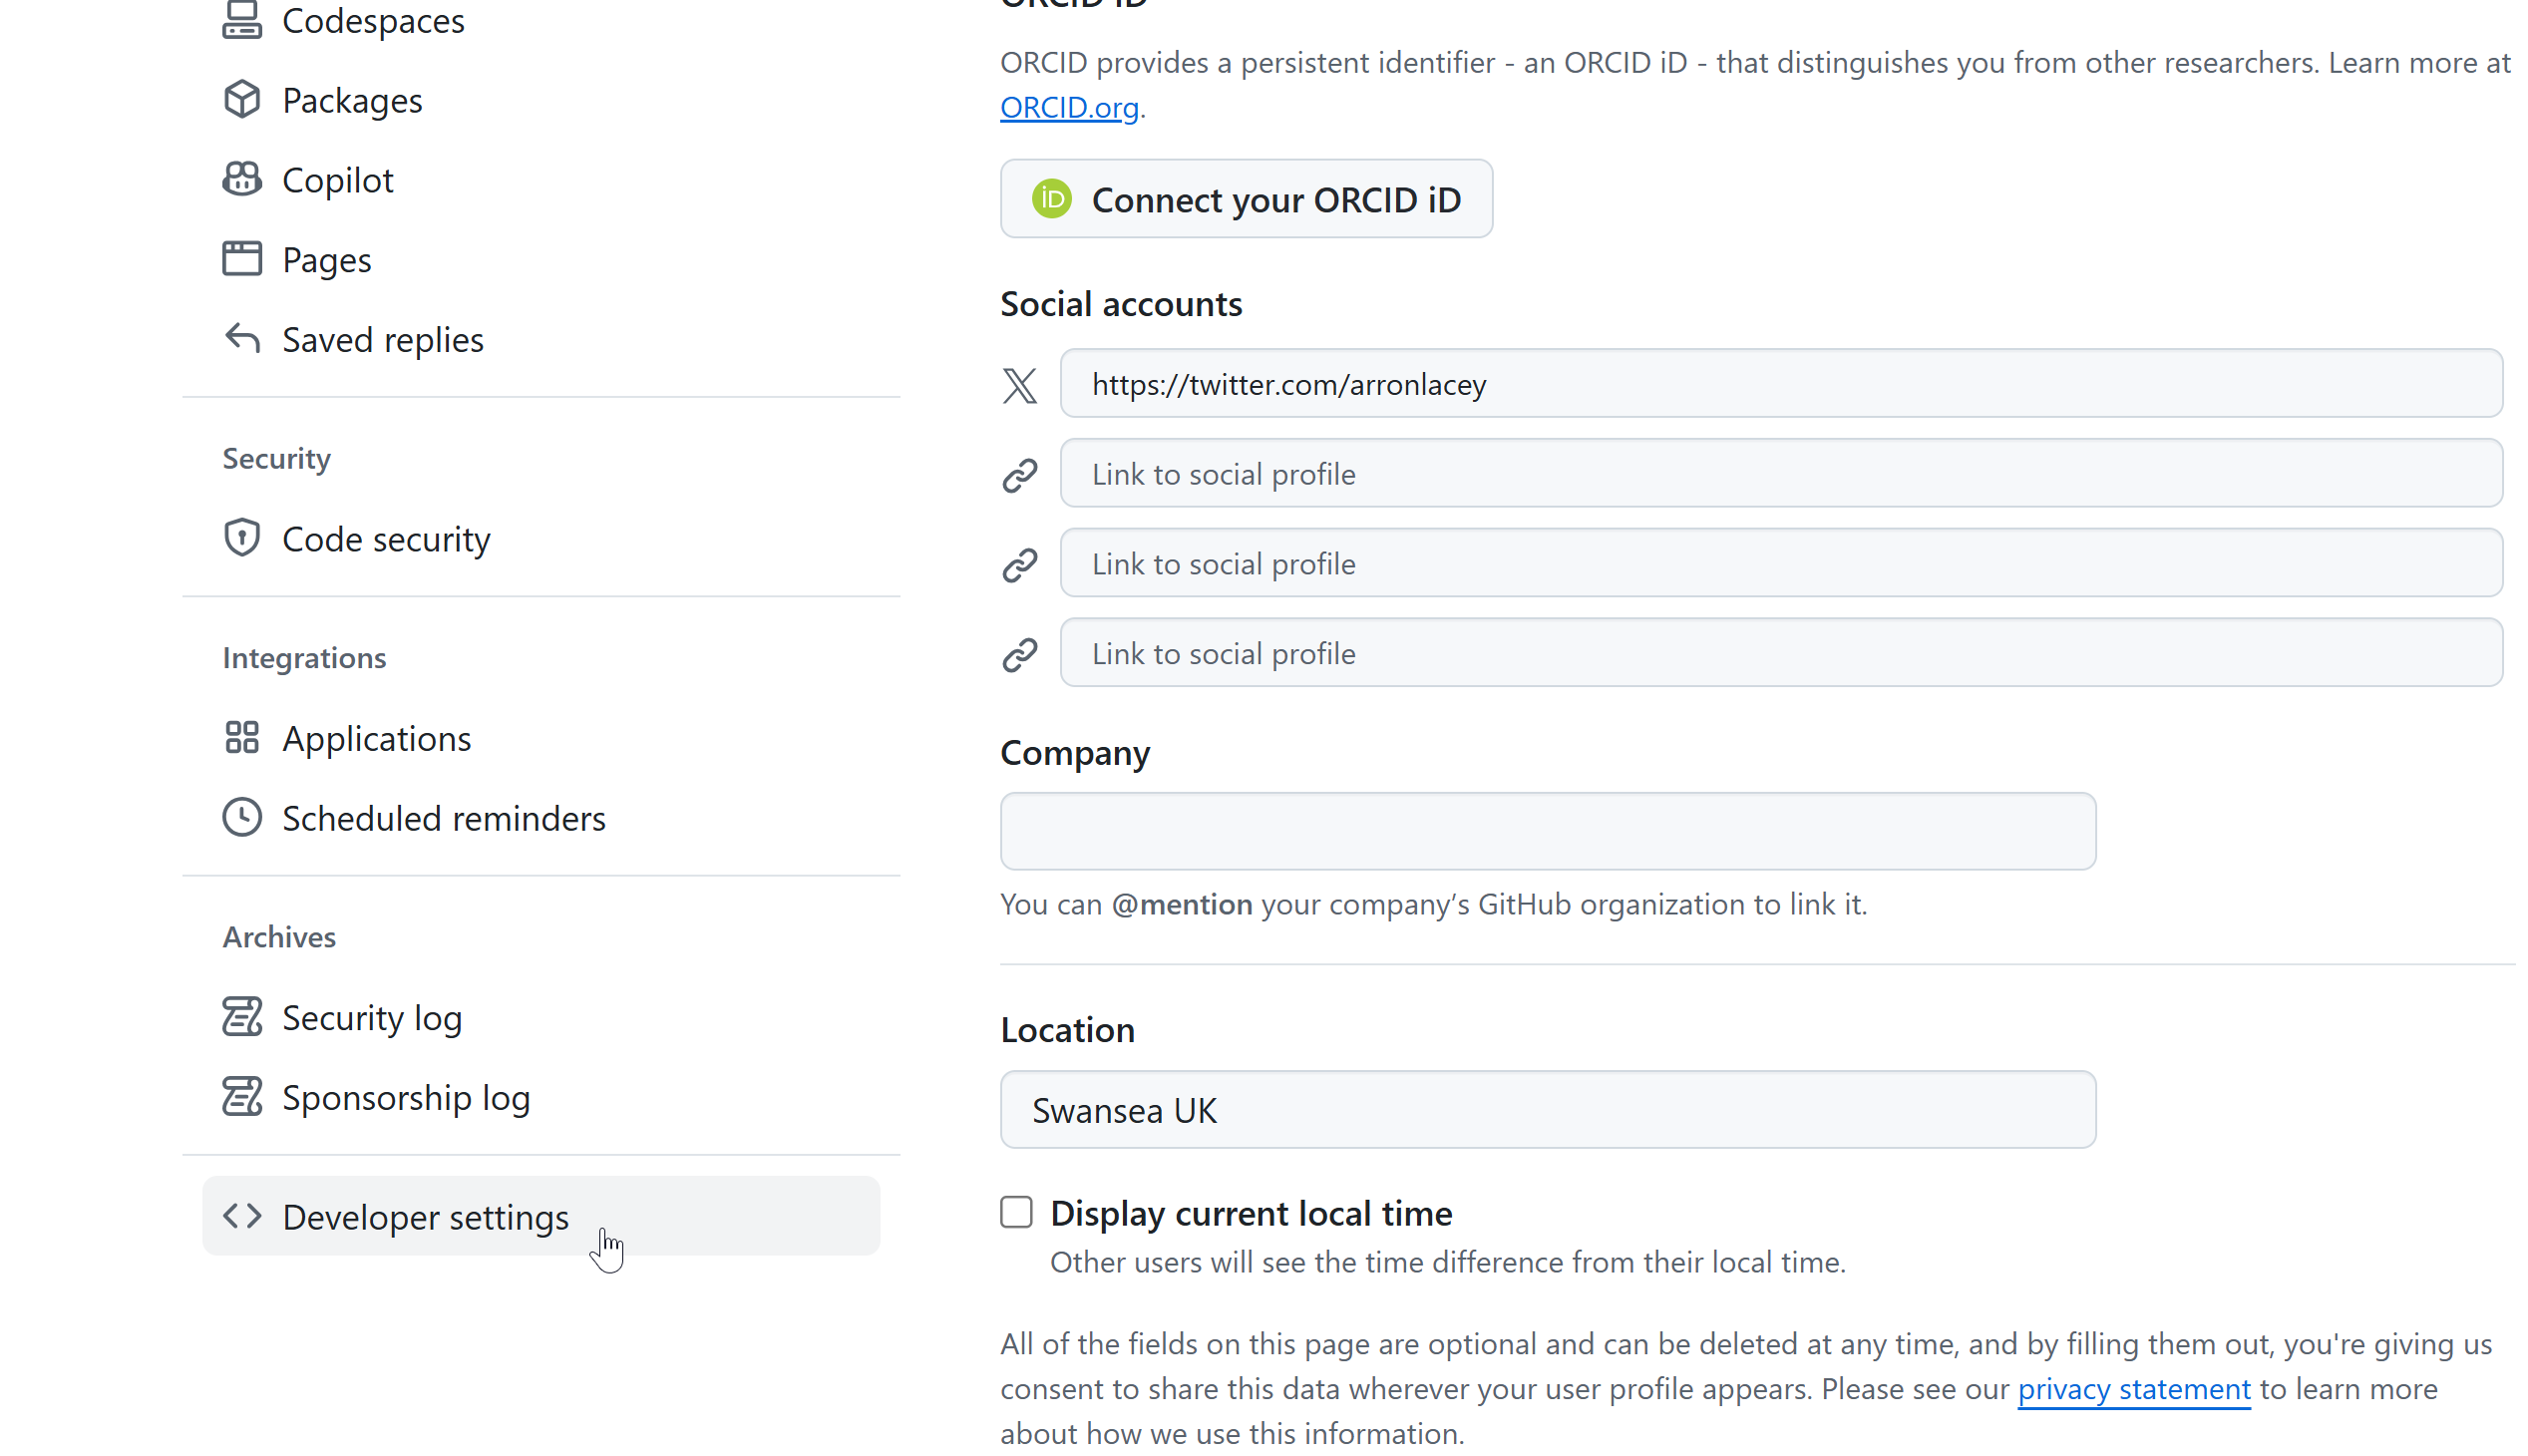 Codespaces
Packages
Copilot
Pages
Saved replies
Security
Code security
Integrations
Applications
Scheduled reminders
Archives
Security log
Sponsorship log
Developer settings
ORCID iD
ORCID provides a persistent identifier - an ORCID iD - that distinguishes you from other researchers. Learn more at
ORCID.org.
iD Connect your ORCID iD
Social accounts
https://twitter.com/arronlacey
Link to social profile
Link to social profile
Link to social profile
Company
You can @mention your company’s GitHub organization to link it.
Location
Swansea UK
Display current local time
Other users will see the time difference from their local time.
All of the fields on this page are optional and can be deleted at any time, and by filling them out, you're giving us
consent to share this data wherever your user profile appears. Please see our privacy statement to learn more
about how we use this information.